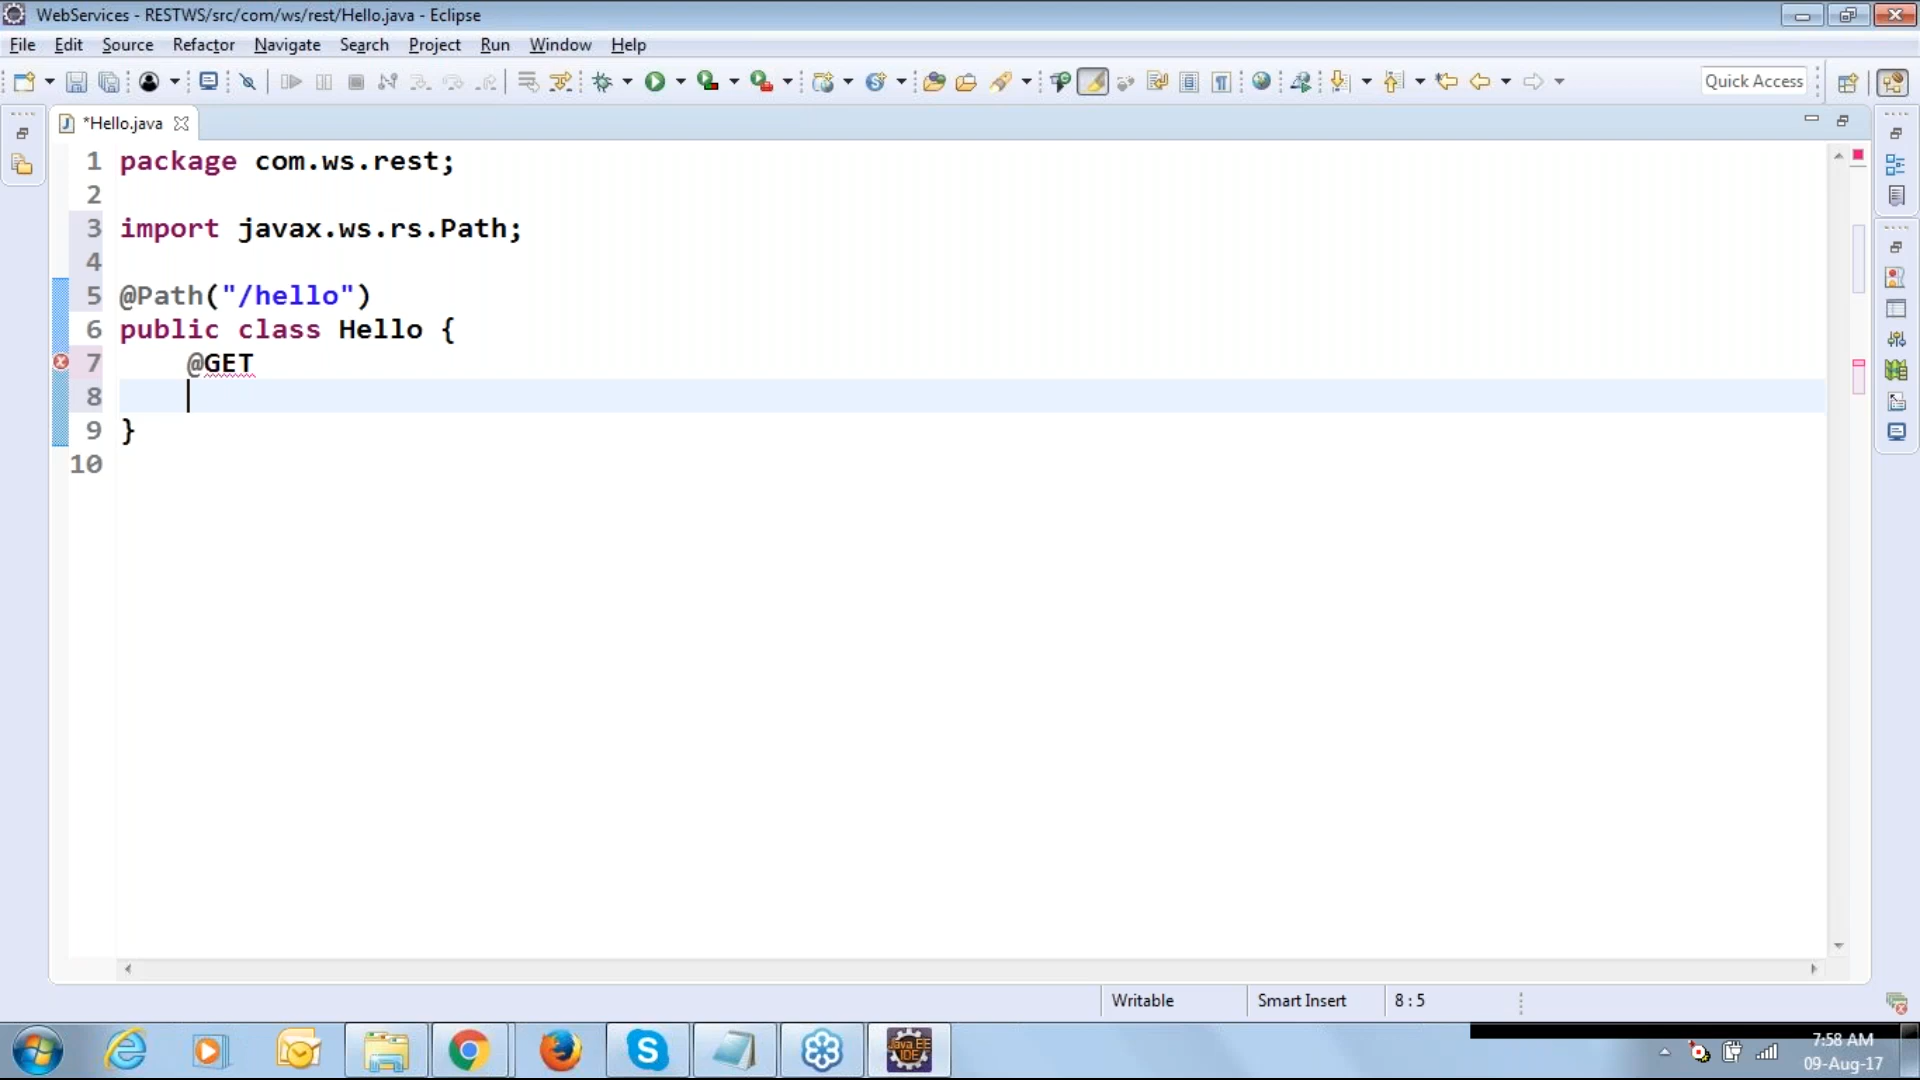 WebServices - RESTWS/src/com/ws/rest/Hello.java - Eclipse
File Edit Source Refactor Navigate Search Project Run Window Help
Quick Access
*Hello.java
1 package com.ws.rest;
2
3 import javax.ws.rs.Path;
4
5 @Path("/hello")
6 public class Hello {
7 @GET
8
9 }
10
Writable Smart Insert 8 : 5
Java EE
IDE
7:58 AM
09-Aug-17